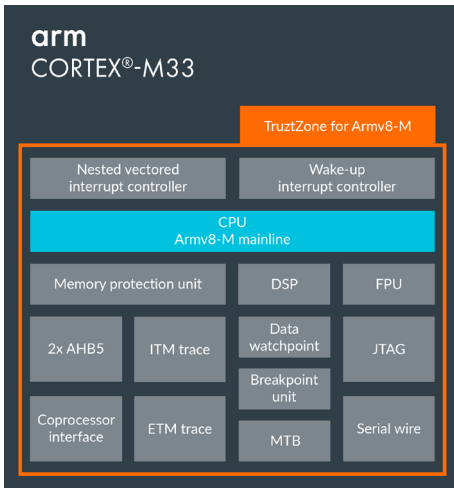 arm
CORTEX®-M33
TruztZone for Armv8-M
Nested vectored
interrupt controller
Wake-up
interrupt controller
CPU
Armv8-M mainline
Memory protection unit
DSP
FPU
2x AHB5
ITM trace
Data
watchpoint
JTAG
Breakpoint
unit
Coprocessor
interface
ETM trace
MTB
Serial wire